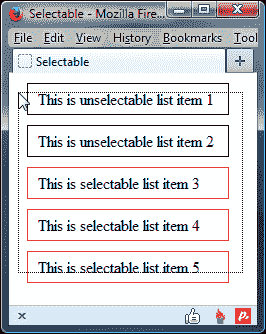 Selectable - Mozilla Fire...
File Edit View History Bookmarks Tool
Selectable
This is unselectable list item 1
This is unselectable list item 2
This is selectable list item 3
This is selectable list item 4
This is selectable list item 5